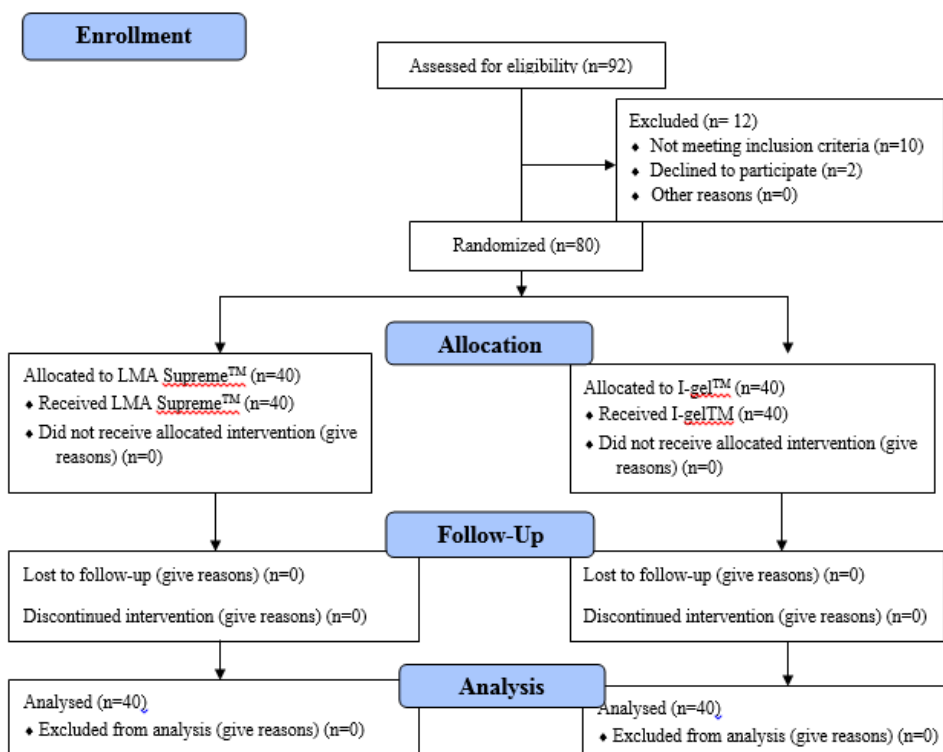 Enrollment
Assessed for eligibility (n=92)
Excluded (n= 12)
♦ Not meeting inclusion criteria (n=10)
♦ Declined to participate (n=2)
♦ Other reasons (n=0)
Randomized (n=80)
Allocation
Allocated to LMA Supreme™ (n=40)
♦ Received LMA Supreme™ (n=40)
♦ Did not receive allocated intervention (give
reasons) (n=0)
Allocated to I-gel™ (n=40)
♦ Received I-gelTM (n=40)
♦ Did not receive allocated intervention (give
reasons) (n=0)
Follow-Up
Lost to follow-up (give reasons) (n=0)
Discontinued intervention (give reasons) (n=0)
Lost to follow-up (give reasons) (n=0)
Discontinued intervention (give reasons) (n=0)
Analysis
Analysed (n=40)
♦ Excluded from analysis (give reasons) (n=0)
Analysed (n=40)
♦ Excluded from analysis (give reasons) (n=0)